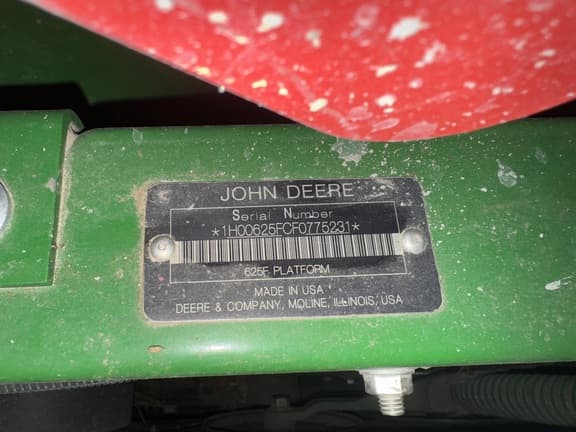 JOHN DEERE
Serial Number
*1H00625FCF0775231*
625F PLATFORM
MADE IN USA
DEERE & COMPANY, MOLINE, ILLINOIS, USA